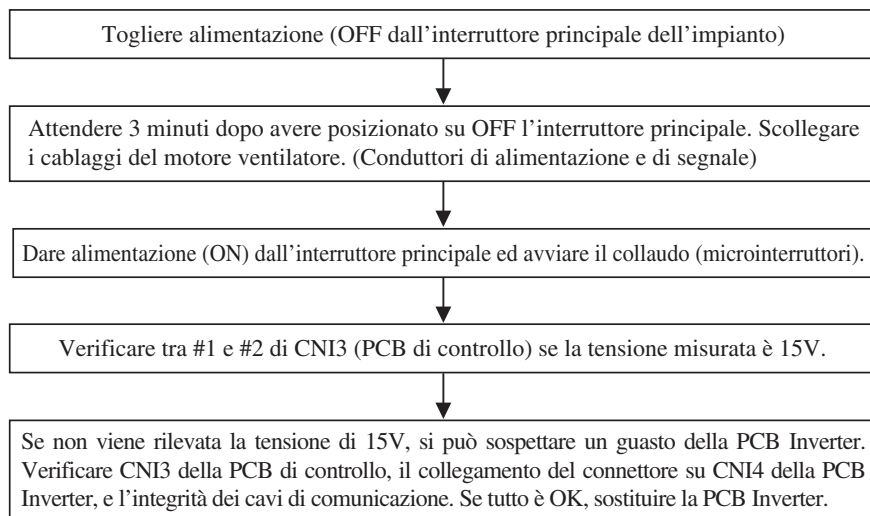 Togliere alimentazione (OFF dall'interruttore principale dell'impianto)
Attendere 3 minuti dopo avere posizionato su OFF l'interruttore principale. Scollegare
i cablaggi del motore ventilatore. (Conduttori di alimentazione e di segnale)
Dare alimentazione (ON) dall'interruttore principale ed avviare il collaudo (microinterruttori).
Verificare tra #1 e #2 di CNI3 (PCB di controllo) se la tensione misurata è 15V.
Se non viene rilevata la tensione di 15V, si può sospettare un guasto della PCB Inverter.
Verificare CNI3 della PCB di controllo, il collegamento del connettore su CNI4 della PCB
Inverter, e l'integrità dei cavi di comunicazione. Se tutto è OK, sostituire la PCB Inverter.